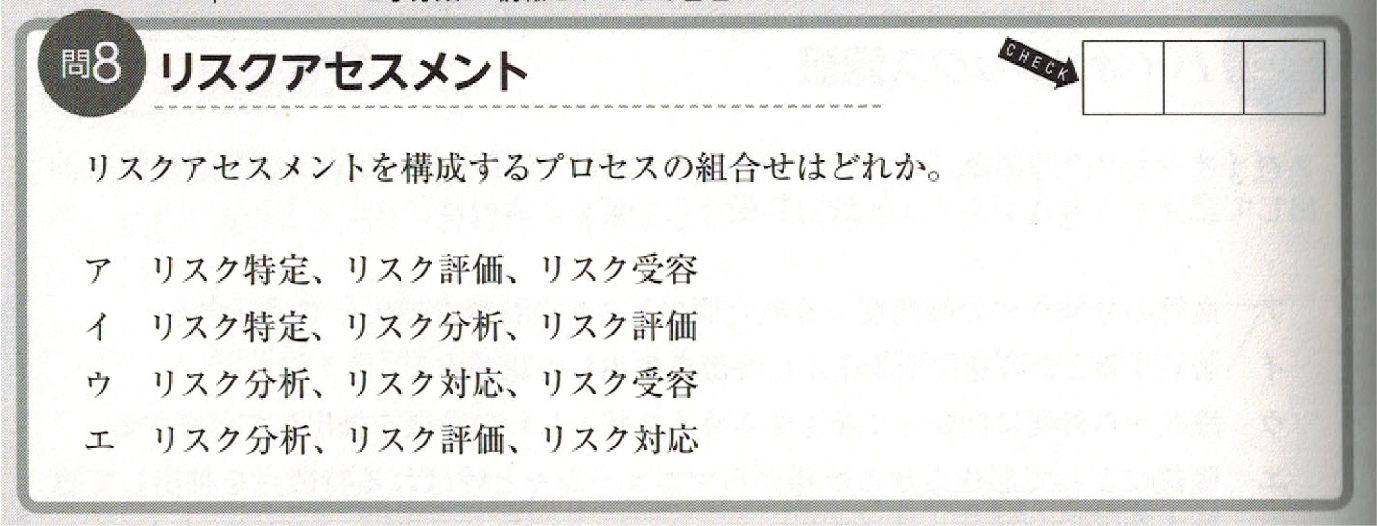 問8 リスクアセスメント
CHECK
リスクアセスメントを構成するプロセスの組合せはどれか。
ア リスク特定、リスク評価、リスク受容
イ リスク特定、リスク分析、リスク評価
ウ リスク分析、リスク対応、リスク受容
エ リスク分析、リスク評価、リスク対応